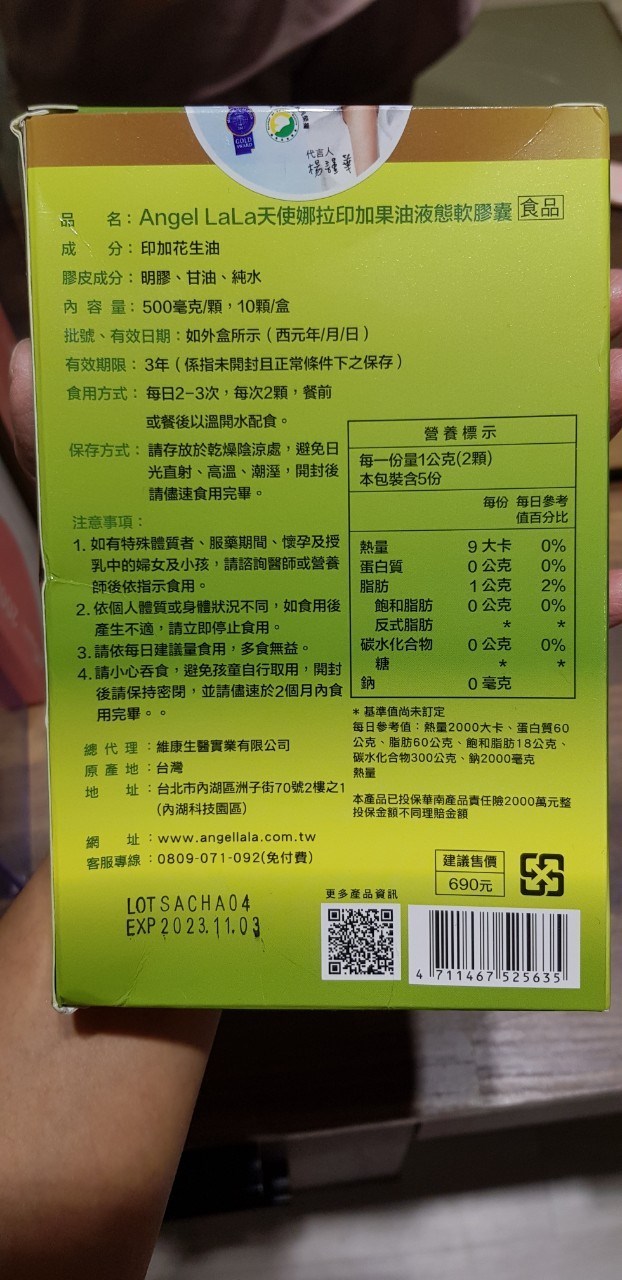 GOLD
AWARD
代言人
楊謹華
品 名：Angel LaLa天使娜拉印加果油液態軟膠囊 食品
成 分：印加花生油
膠皮成分：明膠、甘油、純水
內 容 量：500毫克/顆，10顆/盒
批號、有效日期：如外盒所示（西元年/月/日）
有效期限：3年（係指未開封且正常條件下之保存）
食用方式：每日2-3次，每次2顆，餐前
或餐後以溫開水配食。
保存方式：請存放於乾燥陰涼處，避免日
光直射、高溫、潮溼，開封後
請儘速食用完畢。
注意事項：
1. 如有特殊體質者、服藥期間、懷孕及授
乳中的婦女及小孩，請諮詢醫師或營養
師後依指示食用。
2. 依個人體質或身體狀況不同，如食用後
產生不適，請立即停止食用。
3. 請依每日建議量食用，多食無益。
4. 請小心吞食，避免孩童自行取用，開封
後請保持密閉，並請儘速於2個月內食
用完畢。。
營養標示
每一份量1公克(2顆)
本包裝含5份
每份 每日參考
值百分比
熱量 9 大卡 0%
蛋白質 0 公克 0%
脂肪 1 公克 2%
飽和脂肪 0 公克 0%
反式脂肪 * *
碳水化合物 0 公克 0%
糖 * *
鈉 0 毫克
* 基準值尚未訂定
每日參考值：熱量2000大卡、蛋白質60
公克、脂肪60公克、飽和脂肪18公克、
碳水化合物300公克、鈉2000毫克
熱量
本產品已投保華南產品責任險2000萬元整
投保金額不同理賠金額
總 代 理：維康生醫實業有限公司
原 產 地：台灣
地 址：台北市內湖區洲子街70號2樓之1
(內湖科技園區)
網 址：www.angellala.com.tw
客服專線：0809-071-092(免付費)
建議售價
690元
更多產品資訊
LOT SACHA04
EXP 2023.11.03
4 711467 525635